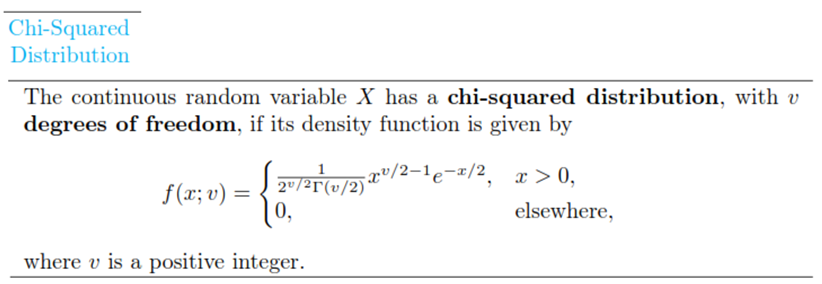 Chi-Squared
Distribution
The continuous random variable X has a chi-squared distribution, with v
degrees of freedom, if its density function is given by
f(x; v) = { 1/(2^{v/2}Γ(v/2)) x^{v/2−1}e^{−x/2}, x > 0,
0, elsewhere,
where v is a positive integer.